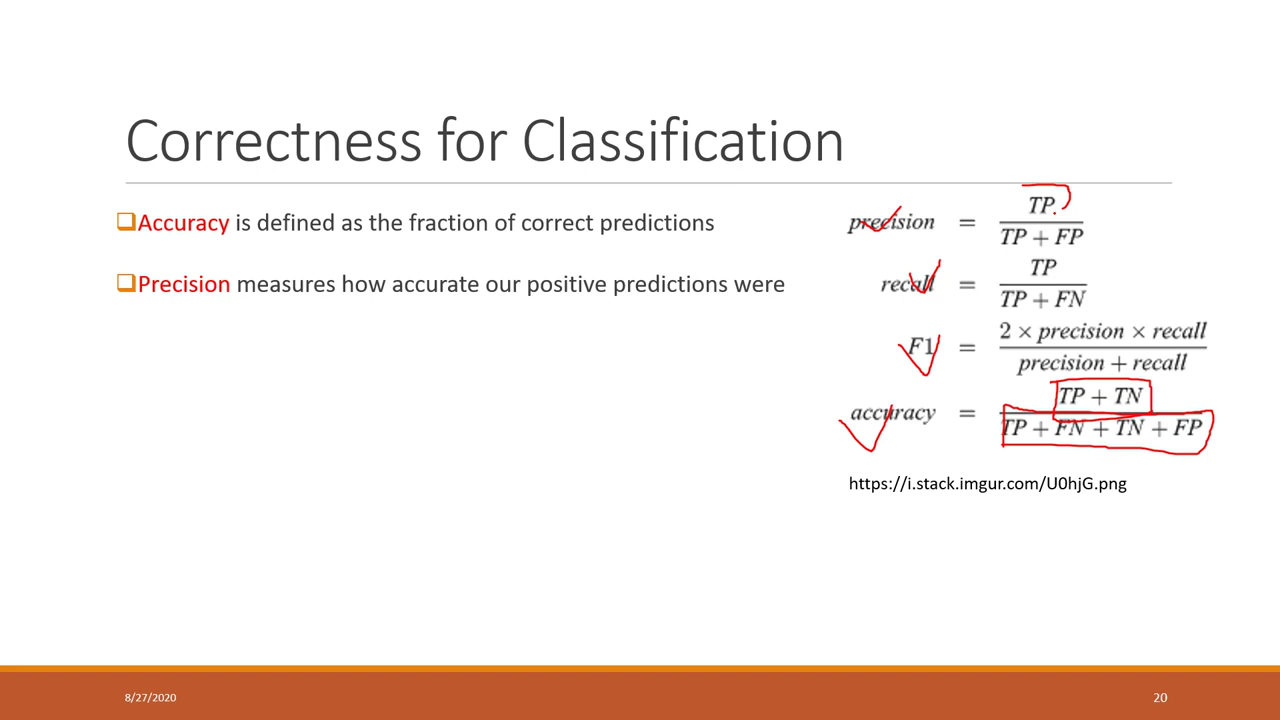 Correctness for Classification
Accuracy is defined as the fraction of correct predictions
Precision measures how accurate our positive predictions were
precision = TP / TP + FP
recall = TP / TP + FN
F1 = 2 × precision × recall / precision + recall
accuracy = TP + TN / TP + FN + TN + FP
https://i.stack.imgur.com/U0hjG.png
8/27/2020
20